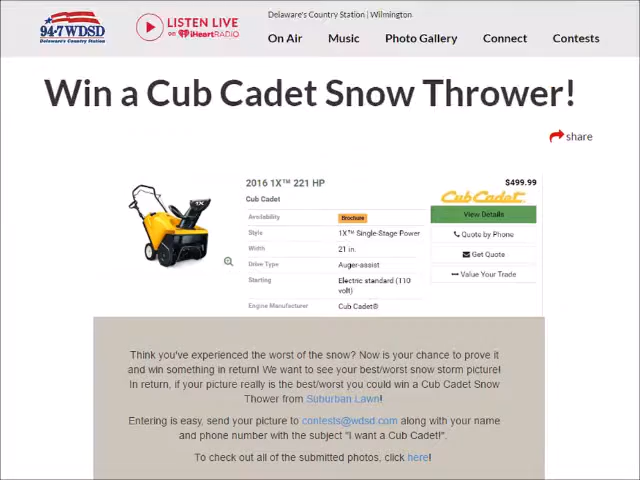 94·7 WDSD
Delaware's Country Station
LISTEN LIVE
on iHeartRADIO
Delaware's Country Station | Wilmington
On Air
Music
Photo Gallery
Connect
Contests
Win a Cub Cadet Snow Thrower!
share
2016 1X™ 221 HP
$499.99
Cub Cadet
Cub Cadet
Availability
Brochure
View Details
Style
1X™ Single-Stage Power
Quote by Phone
Width
21 in.
Get Quote
Drive Type
Auger-assist
Value Your Trade
Starting
Electric standard (110
volt)
Engine Manufacturer
Cub Cadet®
1X
Think you've experienced the worst of the snow? Now is your chance to prove it
and win something in return! We want to see your best/worst snow storm picture!
In return, if your picture really is the best/worst you could win a Cub Cadet Snow
Thrower from Suburban Lawn!
Entering is easy, send your picture to contests@wdsd.com along with your name
and phone number with the subject "I want a Cub Cadet!".
To check out all of the submitted photos, click here!